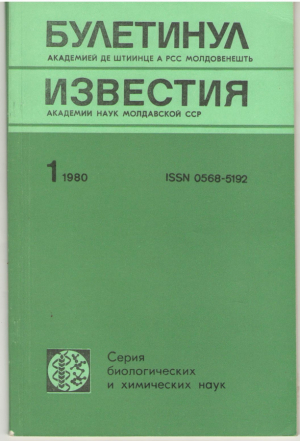 БУЛЕТИНУЛ
АКАДЕМИЕЙ ДЕ ШТИИНЦЕ А РСС МОЛДОВЕНЕШТЬ
ИЗВЕСТИЯ
АКАДЕМИИ НАУК МОЛДАВСКОЙ ССР
1 1980 ISSN 0568-5192
Серия
биологических
и химических наук